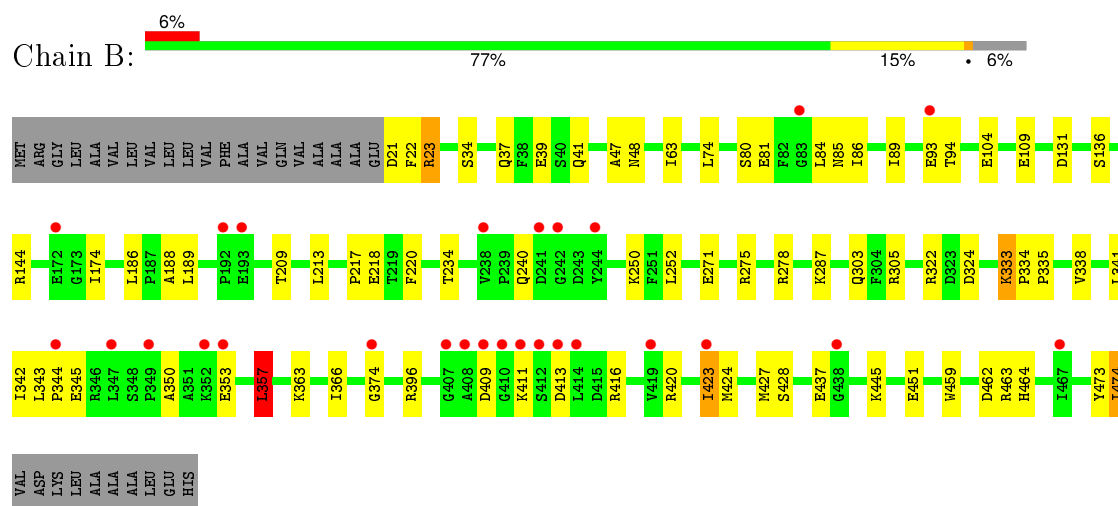 6%
Chain B:
77% 15% • 6%
MET ARG GLY LEU ALA VAL LEU VAL LEU LEU VAL PHE ALA VAL GLN VAL ALA ALA ALA GLU D21 F22 R23 S34 Q37 F38 E39 S40 Q41 A47 N48 I63 L74 S80 E81 F82 G83 L84 N85 I86 I89 E93 T94 E104 E109 D131 S136
R144 E172 G173 I174 L186 P187 A188 L189 P192 E193 T209 L213 P217 E218 T219 F220 T234 V238 P239 Q240 D241 G242 D243 Y244 K250 F251 L252 E271 R275 R278 K287 Q303 F304 R305 R322 D323 D324 K333 P334 P335 V338 L341
I342 L343 P344 E345 R346 L347 S348 P349 A350 A351 K352 E353 L357 K363 I366 G374 R396 G407 A408 D409 G410 K411 S412 D413 L414 D415 R416 V419 R420 I423 M424 M427 S428 E437 G438 K445 E451 W459 D462 R463 H464 I467 Y473
VAL ASP LYS LEU ALA ALA ALA LEU GLU HIS